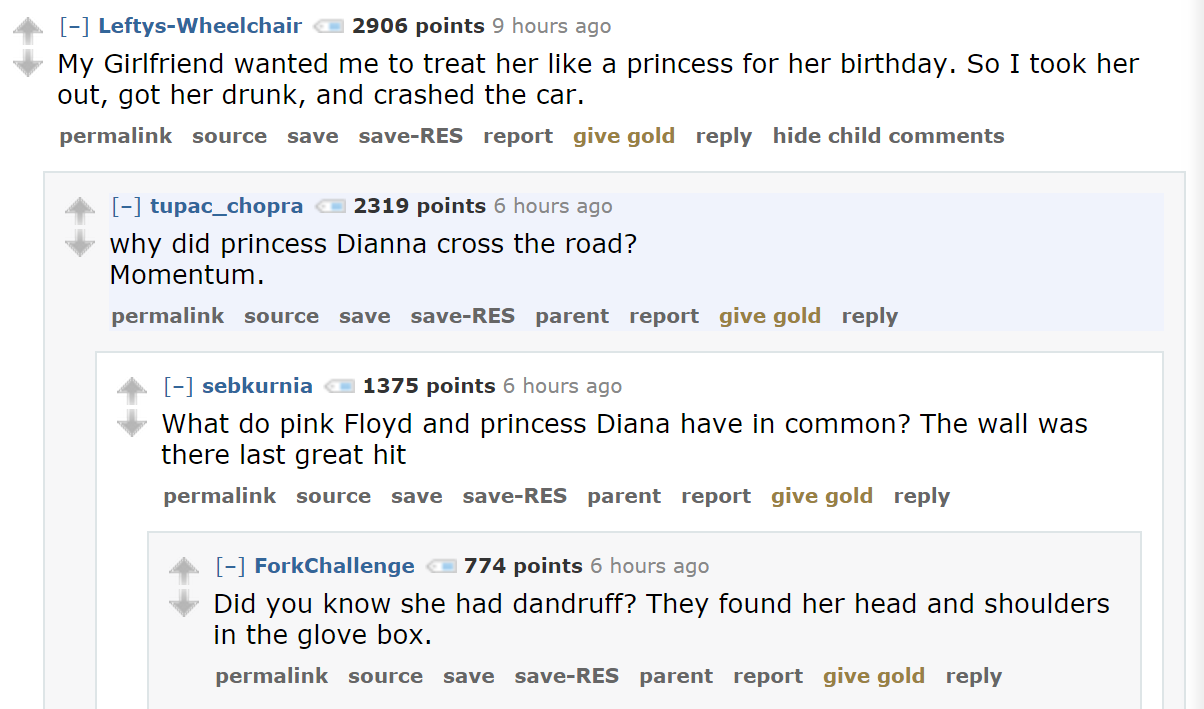 [–] Leftys-Wheelchair 2906 points 9 hours ago
My Girlfriend wanted me to treat her like a princess for her birthday. So I took her
out, got her drunk, and crashed the car.
permalink source save save-RES report give gold reply hide child comments
[–] tupac_chopra 2319 points 6 hours ago
why did princess Dianna cross the road?
Momentum.
permalink source save save-RES parent report give gold reply
[–] sebkurnia 1375 points 6 hours ago
What do pink Floyd and princess Diana have in common? The wall was
there last great hit
permalink source save save-RES parent report give gold reply
[–] ForkChallenge 774 points 6 hours ago
Did you know she had dandruff? They found her head and shoulders
in the glove box.
permalink source save save-RES parent report give gold reply